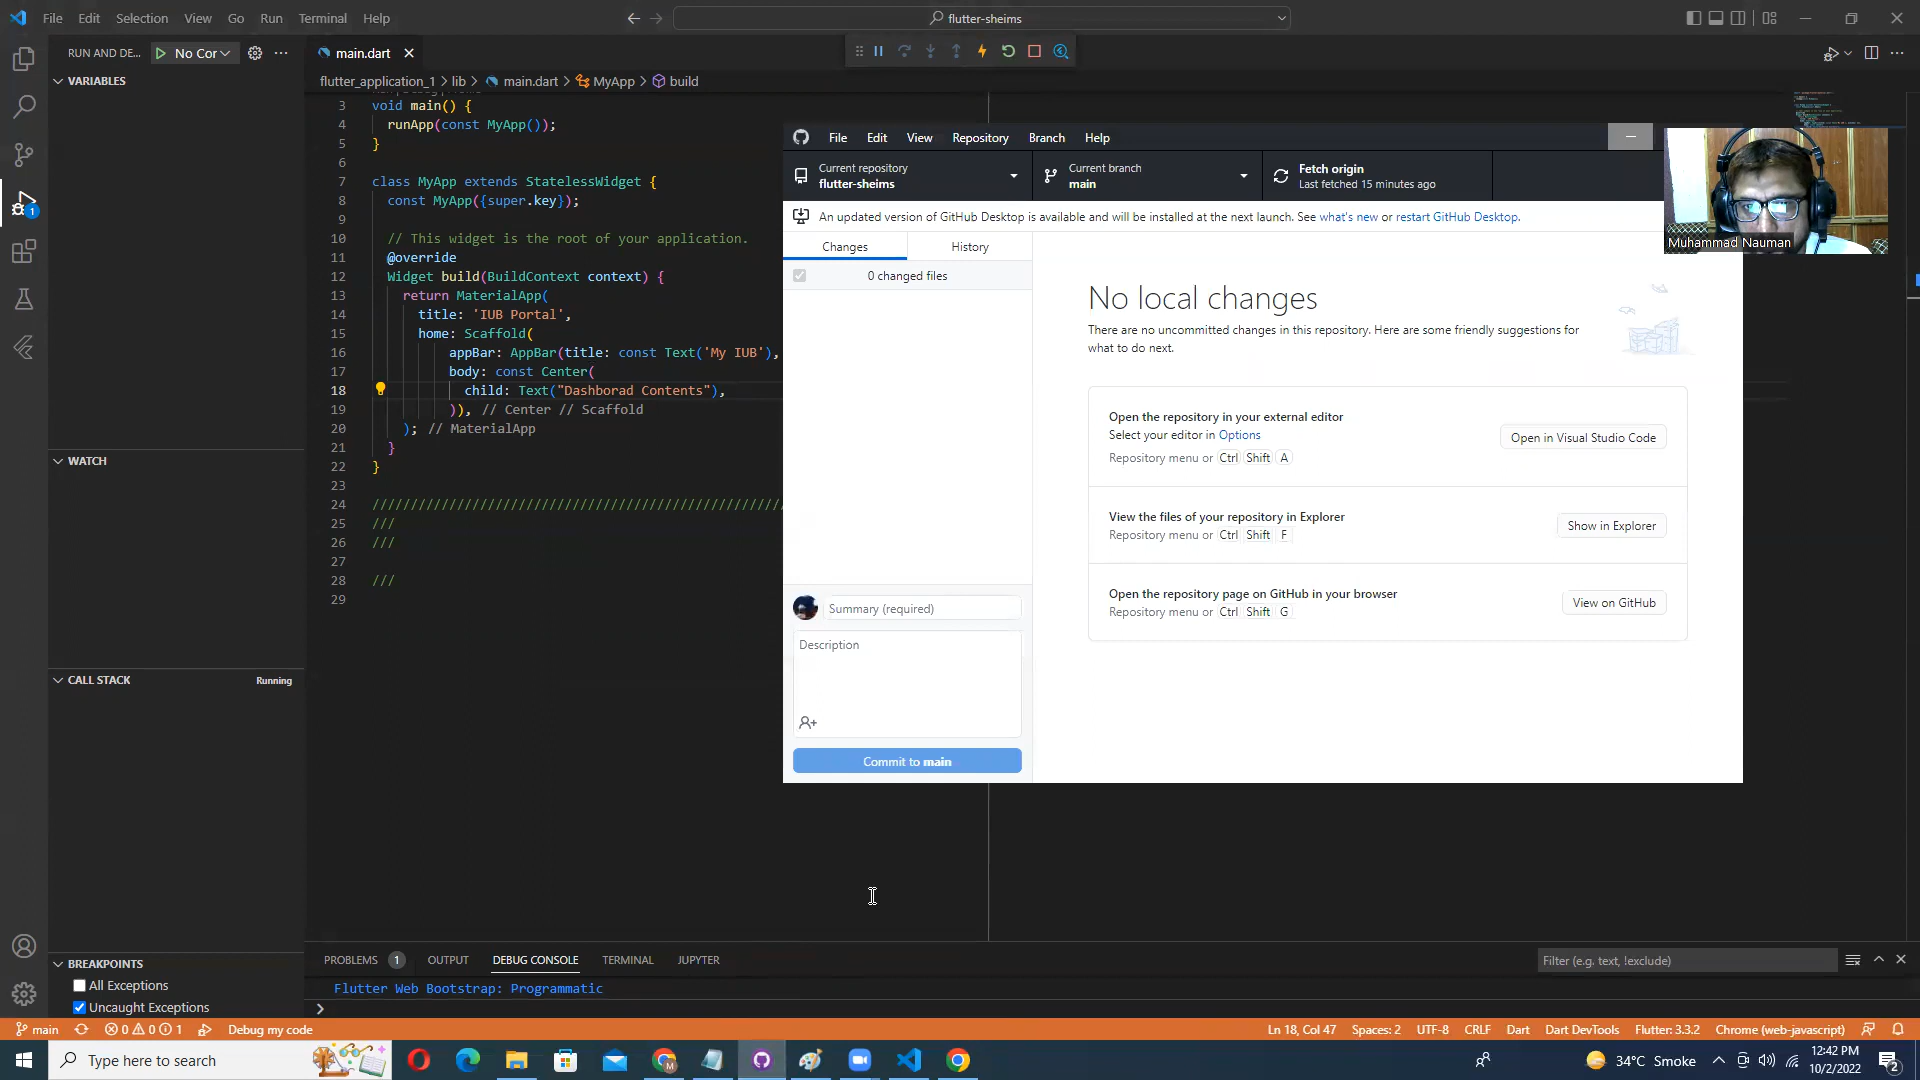 File Edit Selection View Go Run Terminal Help
flutter-sheims
RUN AND DE... No Cor
main.dart
flutter_application_1 > lib > main.dart > MyApp > build
VARIABLES
WATCH
CALL STACK Running
BREAKPOINTS
All Exceptions
Uncaught Exceptions
3 void main() {
4 runApp(const MyApp());
5 }
6
7 class MyApp extends StatelessWidget {
8 const MyApp({super.key});
9
10 // This widget is the root of your application.
11 @override
12 Widget build(BuildContext context) {
13 return MaterialApp(
14 title: 'IUB Portal',
15 home: Scaffold(
16 appBar: AppBar(title: const Text('My IUB'),
17 body: const Center(
18 child: Text("Dashborad Contents"),
19 )), // Center // Scaffold
20 ); // MaterialApp
21 }
22 }
23
24 //////////////////////////////////////////////////////
25 ///
26 ///
27
28 ///
29
File Edit View Repository Branch Help
Current repository
flutter-sheims
Current branch
main
Fetch origin
Last fetched 15 minutes ago
An updated version of GitHub Desktop is available and will be installed at the next launch. See what's new or restart GitHub Desktop.
Changes History
0 changed files
Summary (required)
Description
Commit to main
No local changes
There are no uncommitted changes in this repository. Here are some friendly suggestions for
what to do next.
Open the repository in your external editor
Select your editor in Options
Repository menu or Ctrl Shift A
Open in Visual Studio Code
View the files of your repository in Explorer
Repository menu or Ctrl Shift F
Show in Explorer
Open the repository page on GitHub in your browser
Repository menu or Ctrl Shift G
View on GitHub
Muhammad Nauman
PROBLEMS 1 OUTPUT DEBUG CONSOLE TERMINAL JUPYTER
Filter (e.g. text, !exclude)
Flutter Web Bootstrap: Programmatic
main 0 0 1 Debug my code
Ln 18, Col 47 Spaces: 2 UTF-8 CRLF Dart Dart DevTools Flutter: 3.3.2 Chrome (web-javascript)
Type here to search
34°C Smoke
12:42 PM
10/2/2022
2